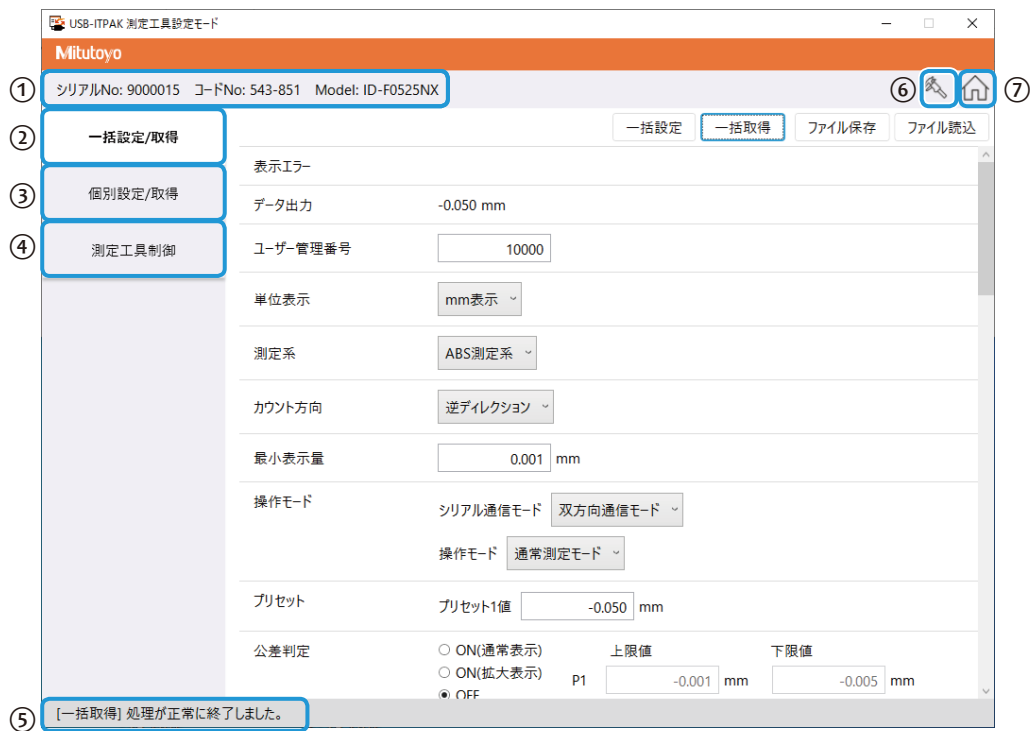 USB-ITPAK 測定工具設定モード
Mitutoyo
① シリアルNo: 9000015 コードNo: 543-851 Model: ID-F0525NX ⑥ ⑦
② 一括設定/取得
③ 個別設定/取得
④ 測定工具制御
一括設定 一括取得 ファイル保存 ファイル読込
表示エラー
データ出力 -0.050 mm
ユーザー管理番号 10000
単位表示 mm表示
測定系 ABS測定系
カウント方向 逆ディレクション
最小表示量 0.001 mm
操作モード シリアル通信モード 双方向通信モード
操作モード 通常測定モード
プリセット プリセット1値 -0.050 mm
公差判定 ON(通常表示) 上限値 下限値
ON(拡大表示) P1 -0.001 mm -0.005 mm
OFF
⑤ [一括取得] 処理が正常に終了しました。